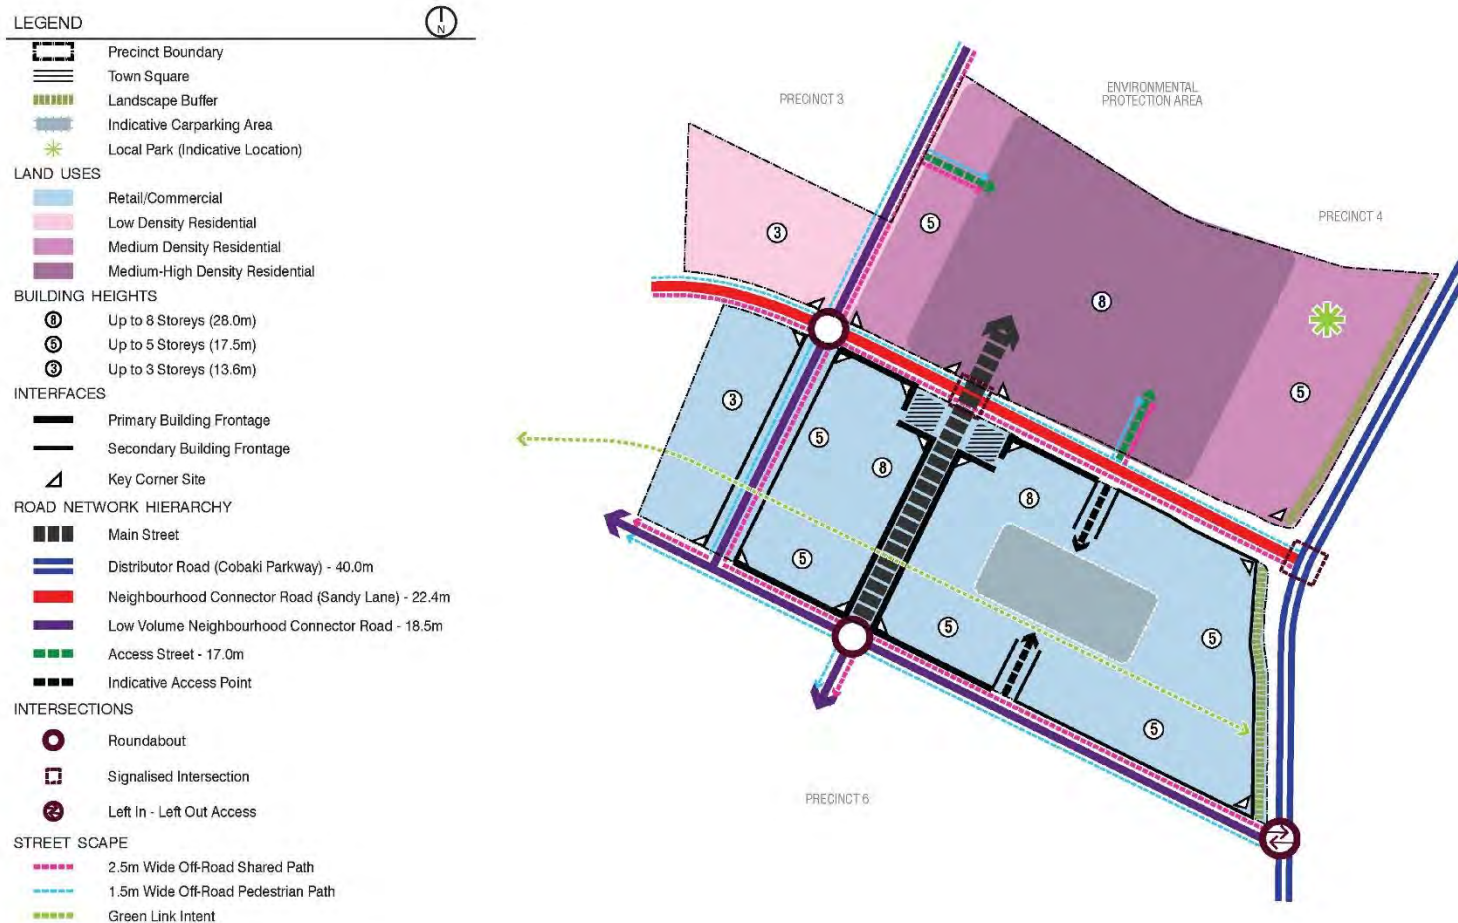 LEGEND
N
Precinct Boundary
Town Square
Landscape Buffer
Indicative Carparking Area
Local Park (Indicative Location)
LAND USES
Retail/Commercial
Low Density Residential
Medium Density Residential
Medium-High Density Residential
BUILDING HEIGHTS
8 Up to 8 Storeys (28.0m)
5 Up to 5 Storeys (17.5m)
3 Up to 3 Storeys (13.6m)
INTERFACES
Primary Building Frontage
Secondary Building Frontage
Key Corner Site
ROAD NETWORK HIERARCHY
Main Street
Distributor Road (Cobaki Parkway) - 40.0m
Neighbourhood Connector Road (Sandy Lane) - 22.4m
Low Volume Neighbourhood Connector Road - 18.5m
Access Street - 17.0m
Indicative Access Point
INTERSECTIONS
Roundabout
Signalised Intersection
Left In - Left Out Access
STREET SCAPE
2.5m Wide Off-Road Shared Path
1.5m Wide Off-Road Pedestrian Path
Green Link Intent
PRECINCT 3
ENVIRONMENTAL
PROTECTION AREA
PRECINCT 4
3
5
8
5
3
5
8
8
5
5
5
5
PRECINCT 6